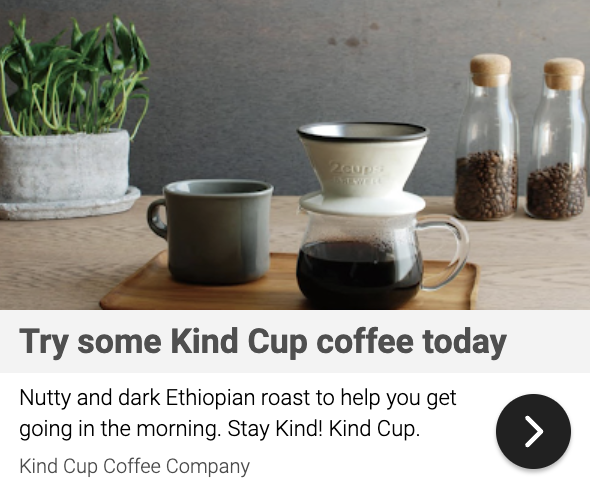 2cups
Try some Kind Cup coffee today
Nutty and dark Ethiopian roast to help you get
going in the morning. Stay Kind! Kind Cup.
Kind Cup Coffee Company